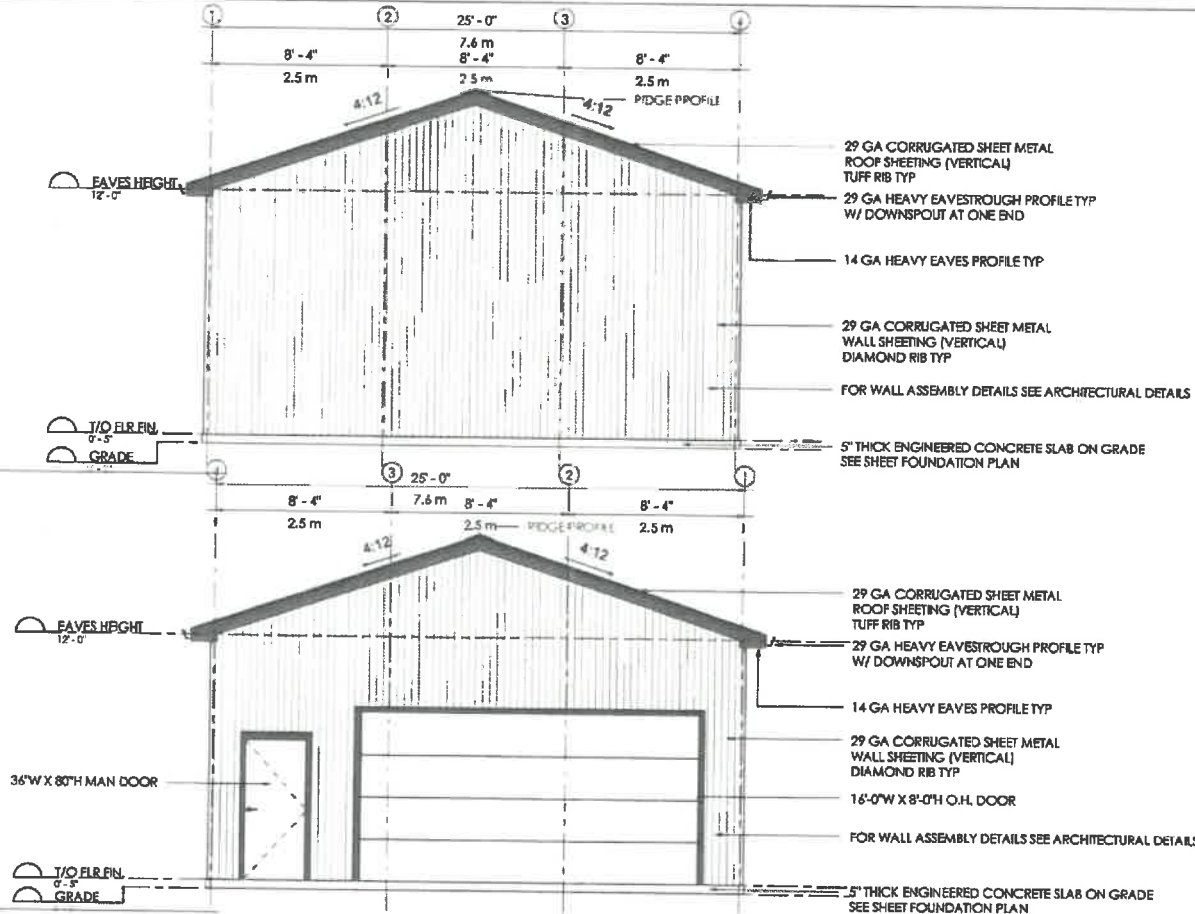 1 2 3
25' - 0"
7.6 m
8' - 4" 8' - 4" 8' - 4"
2.5 m 2.5 m 2.5 m
RIDGE PROFILE
4:12 4:12
29 GA CORRUGATED SHEET METAL
ROOF SHEETING (VERTICAL)
TUFF RIB TYP
EAVES HEIGHT
12' - 0"
29 GA HEAVY EAVESTROUGH PROFILE TYP
W/ DOWNSPOUT AT ONE END
14 GA HEAVY EAVES PROFILE TYP
29 GA CORRUGATED SHEET METAL
WALL SHEETING (VERTICAL)
DIAMOND RIB TYP
FOR WALL ASSEMBLY DETAILS SEE ARCHITECTURAL DETAILS
T/O FLR FIN.
0' - 5"
GRADE
5" THICK ENGINEERED CONCRETE SLAB ON GRADE
SEE SHEET FOUNDATION PLAN
3 2
25' - 0"
7.6 m
8' - 4" 8' - 4" 8' - 4"
2.5 m 2.5 m 2.5 m
RIDGE PROFILE
4:12 4:12
29 GA CORRUGATED SHEET METAL
ROOF SHEETING (VERTICAL)
TUFF RIB TYP
EAVES HEIGHT
12' - 0"
29 GA HEAVY EAVESTROUGH PROFILE TYP
W/ DOWNSPOUT AT ONE END
14 GA HEAVY EAVES PROFILE TYP
29 GA CORRUGATED SHEET METAL
WALL SHEETING (VERTICAL)
DIAMOND RIB TYP
36"W X 80"H MAN DOOR
16'-0"W X 8'-0"H O.H. DOOR
FOR WALL ASSEMBLY DETAILS SEE ARCHITECTURAL DETAILS
T/O FLR FIN.
0' - 5"
GRADE
5" THICK ENGINEERED CONCRETE SLAB ON GRADE
SEE SHEET FOUNDATION PLAN